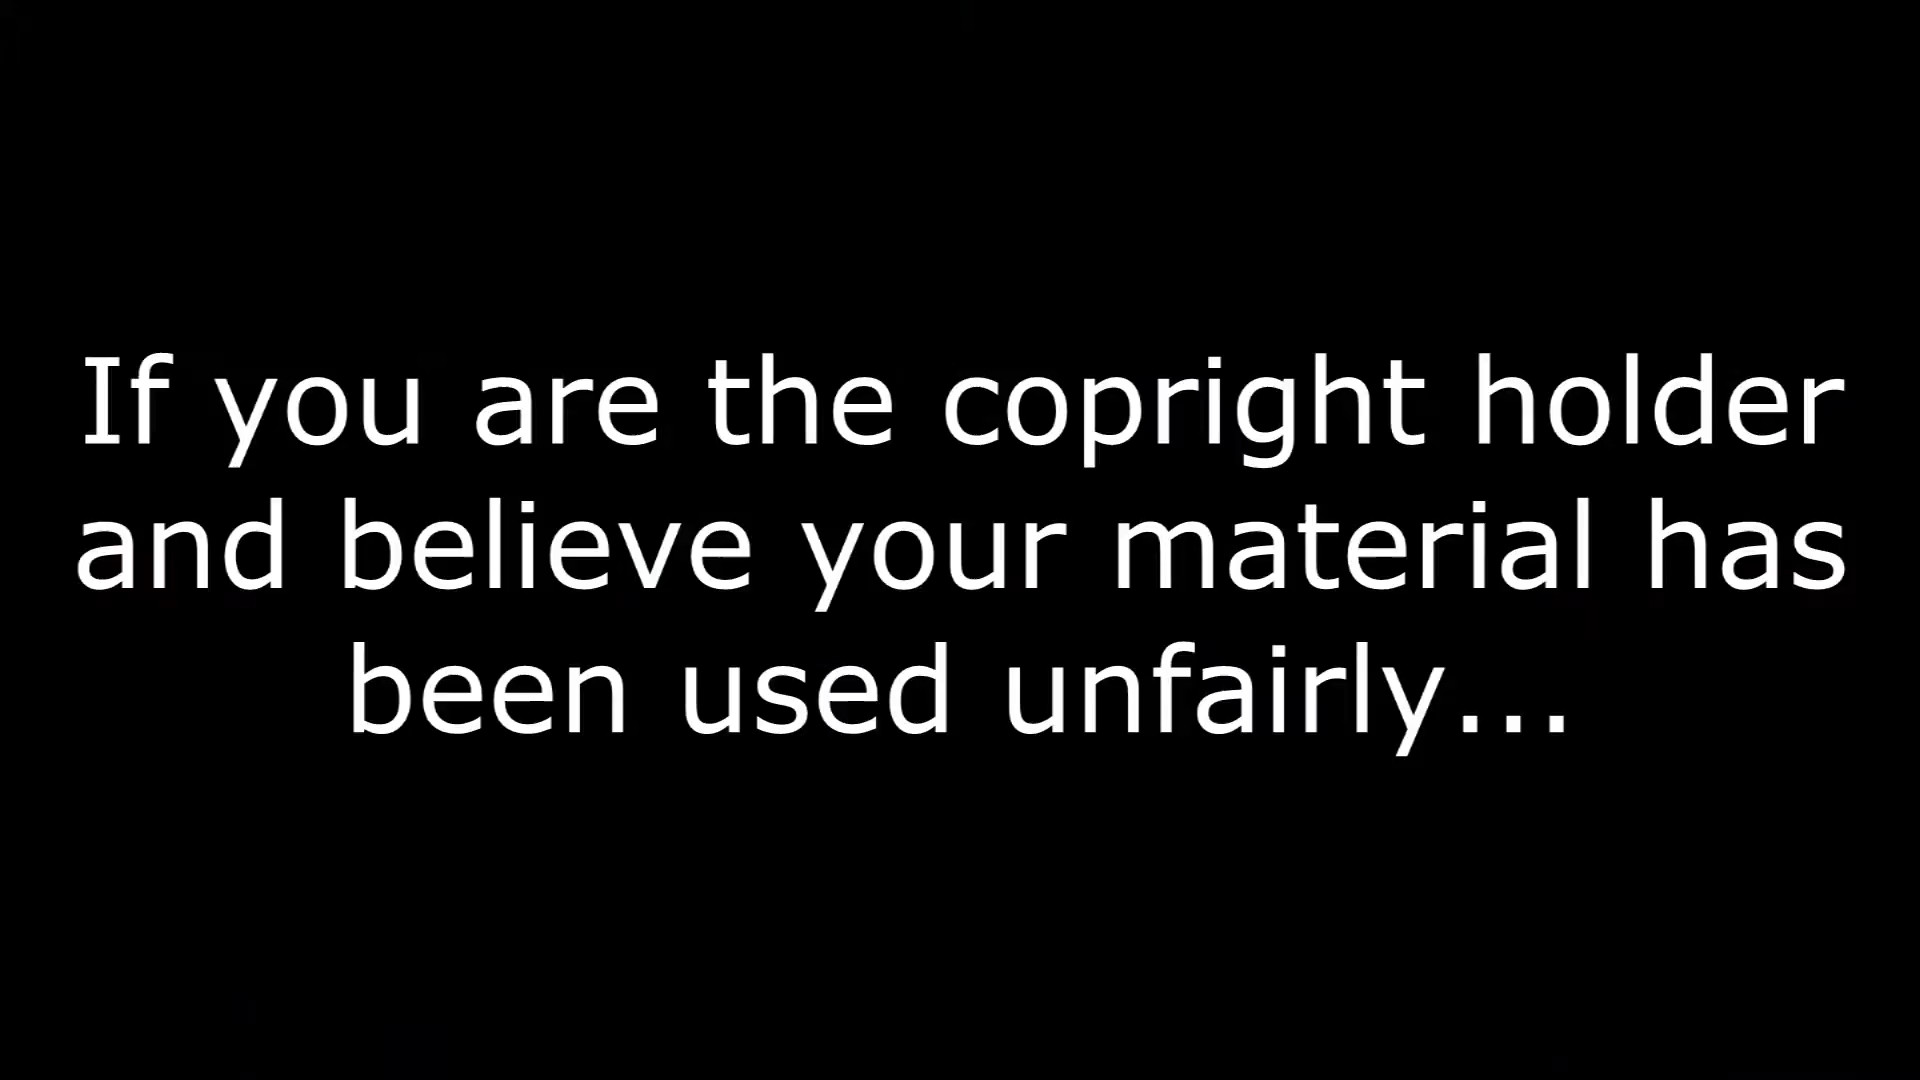 If you are the copright holder
and believe your material has
been used unfairly...